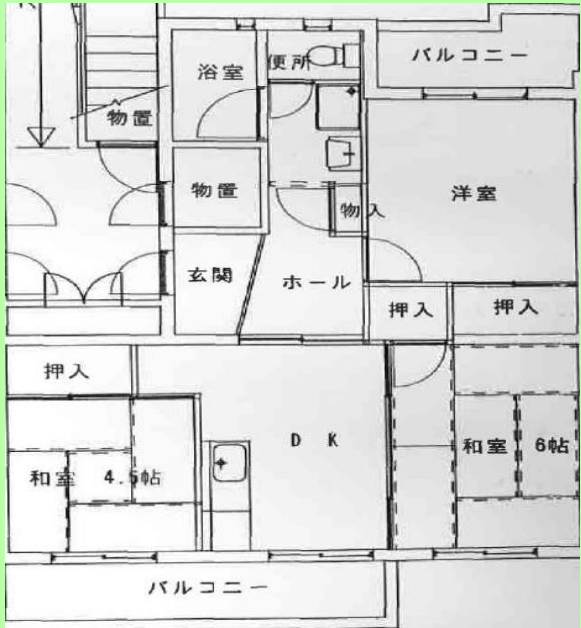 バルコニー
便所
浴室
物置
物置
洋室
物入
玄関
ホール
押入
押入
押入
DK
和室 4.5帖
和室 6帖
バルコニー